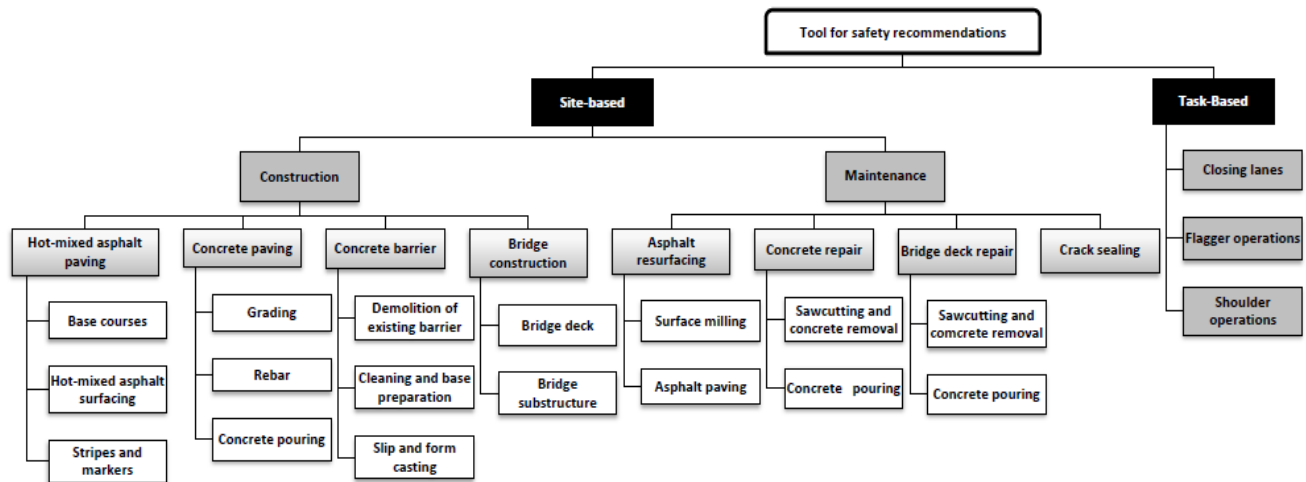 Tool for safety recommendations
Site-based
Task-Based
Construction
Maintenance
Closing lanes
Hot-mixed asphalt
paving
Concrete paving
Concrete barrier
Bridge
construction
Asphalt
resurfacing
Concrete repair
Bridge deck repair
Crack sealing
Flagger operations
Base courses
Grading
Demolition of
existing barrier
Bridge deck
Surface milling
Sawcutting and
concrete removal
Sawcutting and
comcrete removal
Shoulder
operations
Hot-mixed asphalt
surfacing
Rebar
Cleaning and base
preparation
Bridge
substructure
Asphalt paving
Concrete pouring
Concrete pouring
Stripes and
markers
Concrete pouring
Slip and form
casting